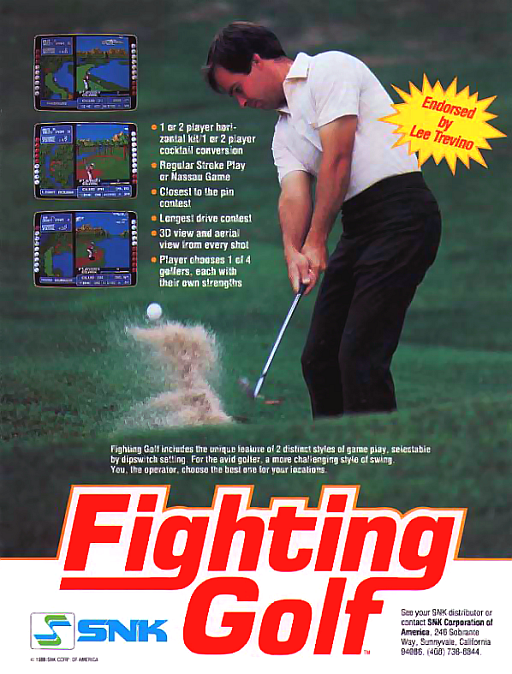 Endorsed
by
Lee Trevino
1 or 2 player hori-
zontal kit/1 or 2 player
cocktail conversion
Regular Stroke Play
or Nassau Game
Closest to the pin
contest
Longest drive contest
3D view and aerial
view from every shot
Player chooses 1 of 4
golfers, each with
their own strengths
Fighting Golf includes the unique feature of 2 distinct styles of game play, selectable
by dipswitch setting. For the avid golfer, a more challenging style of swing.
You, the operator, choose the best one for your locations.
Fighting
Golf
TM
SNK
See your SNK distributor or
contact SNK Corporation of
America, 246 Sobrante
Way, Sunnyvale, California
94086, (408) 736-8844.
SNK CORP. OF AMERICA